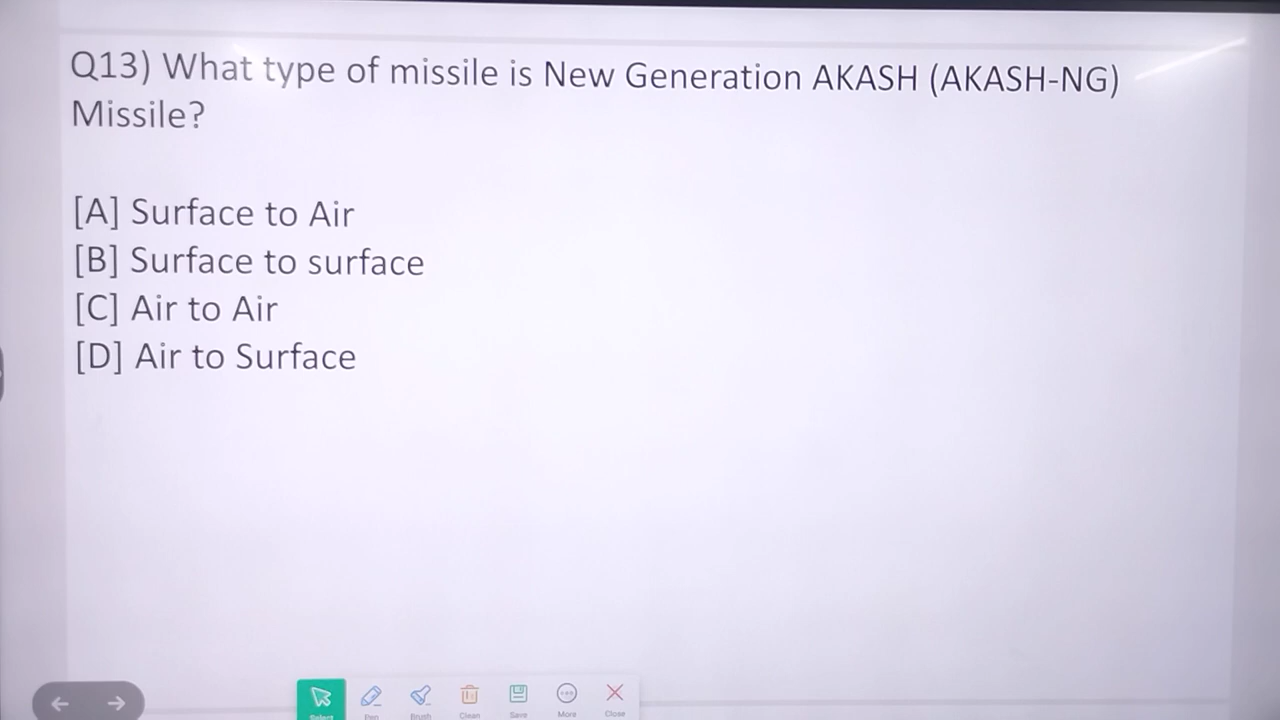 Q13) What type of missile is New Generation AKASH (AKASH-NG)
Missile?
[A] Surface to Air
[B] Surface to surface
[C] Air to Air
[D] Air to Surface
Select Pen Brush Clean Save More Close